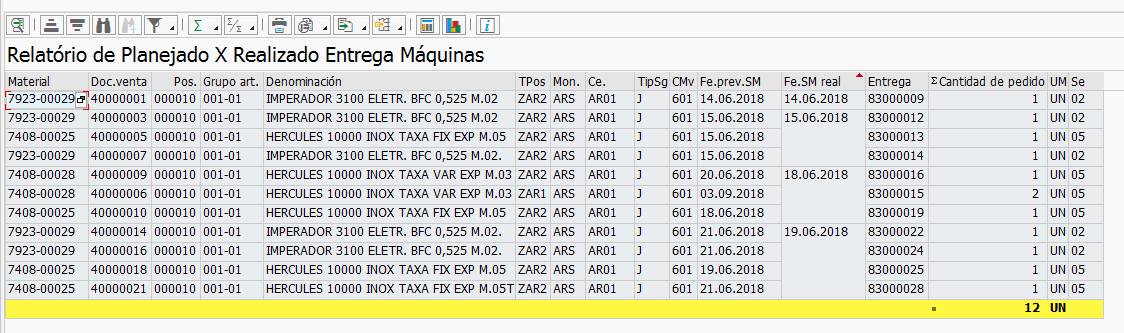 Relatório de Planejado X Realizado Entrega Máquinas
Material Doc.venta Pos. Grupo art. Denominación TPos Mon. Ce. TipSg CMv Fe.prev.SM Fe.SM real Entrega Σ Cantidad de pedido UM Se
7923-00029 40000001 000010 001-01 IMPERADOR 3100 ELETR. BFC 0,525 M.02 ZAR2 ARS AR01 J 601 14.06.2018 14.06.2018 83000009 1 UN 02
7923-00029 40000003 000010 001-01 IMPERADOR 3100 ELETR. BFC 0,525 M.02 ZAR2 ARS AR01 J 601 15.06.2018 15.06.2018 83000012 1 UN 02
7408-00025 40000005 000010 001-01 HERCULES 10000 INOX TAXA FIX EXP M.05 ZAR2 ARS AR01 J 601 15.06.2018 83000013 1 UN 05
7923-00029 40000007 000010 001-01 IMPERADOR 3100 ELETR. BFC 0,525 M.02. ZAR2 ARS AR01 J 601 15.06.2018 83000014 1 UN 02
7408-00028 40000009 000010 001-01 HERCULES 10000 INOX TAXA VAR EXP M.03 ZAR2 ARS AR01 J 601 20.06.2018 18.06.2018 83000016 1 UN 05
7408-00028 40000006 000010 001-01 HERCULES 10000 INOX TAXA VAR EXP M.03 ZAR1 ARS AR01 J 601 03.09.2018 83000015 2 UN 05
7408-00025 40000010 000010 001-01 HERCULES 10000 INOX TAXA FIX EXP M.05 ZAR2 ARS AR01 J 601 18.06.2018 83000019 1 UN 05
7923-00029 40000014 000010 001-01 IMPERADOR 3100 ELETR. BFC 0,525 M.02. ZAR2 ARS AR01 J 601 21.06.2018 19.06.2018 83000022 1 UN 02
7923-00029 40000016 000010 001-01 IMPERADOR 3100 ELETR. BFC 0,525 M.02. ZAR2 ARS AR01 J 601 21.06.2018 83000024 1 UN 02
7408-00025 40000018 000010 001-01 HERCULES 10000 INOX TAXA FIX EXP M.05 ZAR2 ARS AR01 J 601 19.06.2018 83000025 1 UN 05
7408-00025 40000021 000010 001-01 HERCULES 10000 INOX TAXA FIX EXP M.05T ZAR2 ARS AR01 J 601 21.06.2018 83000028 1 UN 05
12 UN